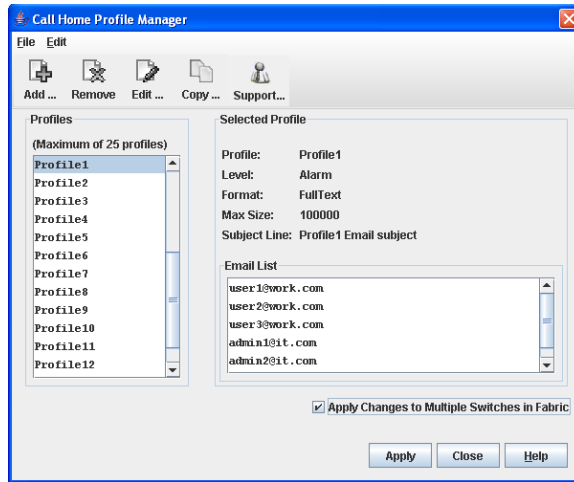 Call Home Profile Manager
File Edit
Add ... Remove Edit ... Copy ... Support...
Profiles
(Maximum of 25 profiles)
Profile1
Profile2
Profile3
Profile4
Profile5
Profile6
Profile7
Profile8
Profile9
Profile10
Profile11
Profile12
Selected Profile
Profile: Profile1
Level: Alarm
Format: FullText
Max Size: 100000
Subject Line: Profile1 Email subject
Email List
user1@work.com
user2@work.com
user3@work.com
admin1@it.com
admin2@it.com
Apply Changes to Multiple Switches in Fabric
Apply Close Help